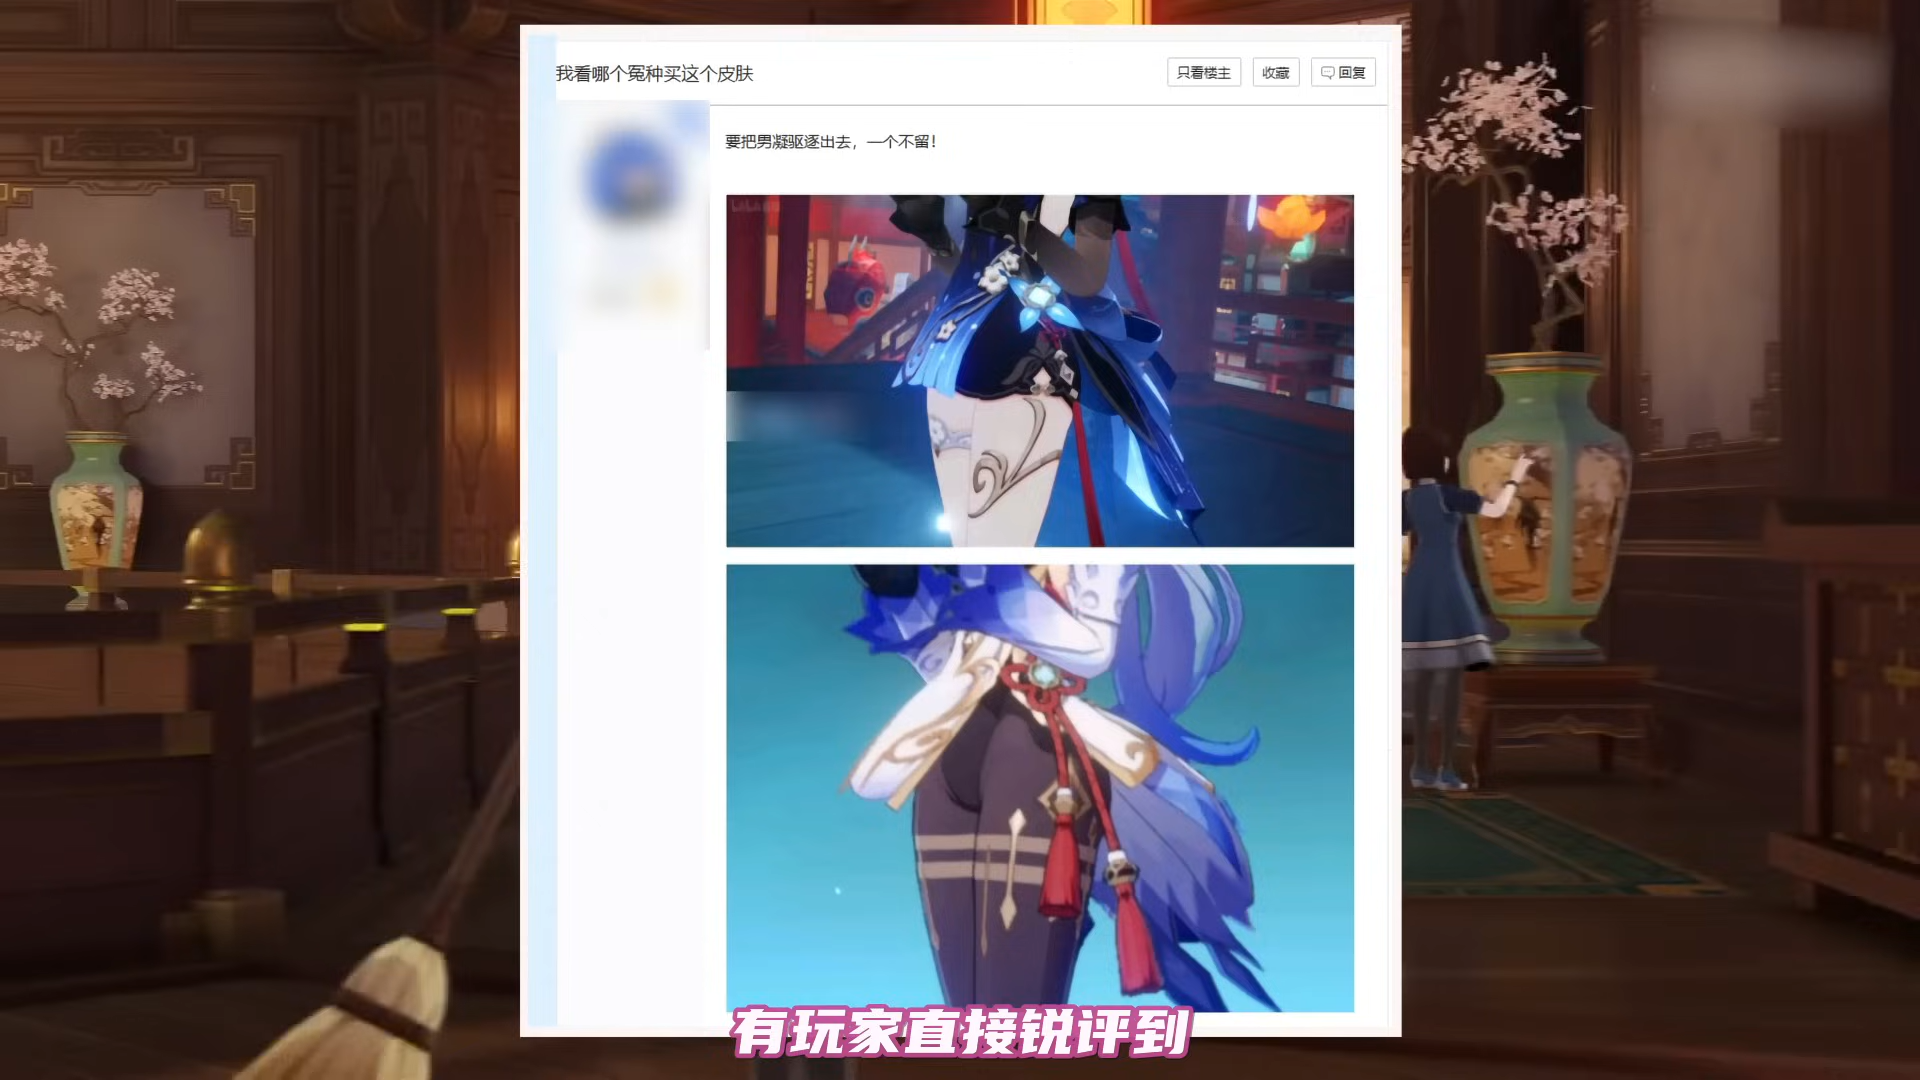 我看哪个冤种买这个皮肤
只看楼主
收藏
回复
要把男凝驱逐出去，一个不留！
有玩家直接锐评到